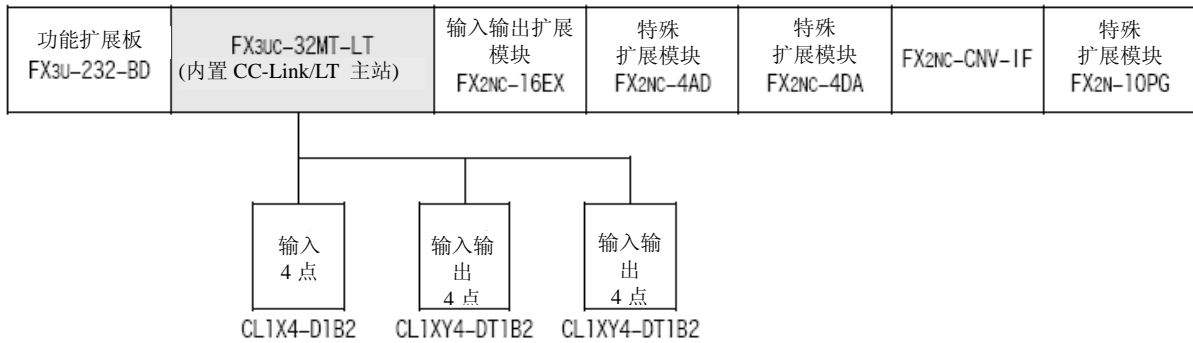 功能扩展板
FX3U-232-BD
FX3UC-32MT-LT
(内置 CC-Link/LT 主站)
输入输出扩展
模块
FX2NC-16EX
特殊
扩展模块
FX2NC-4AD
特殊
扩展模块
FX2NC-4DA
FX2NC-CNV-IF
特殊
扩展模块
FX2N-10PG
输入
4 点
输入输
出
4 点
输入输
出
4 点
CL1X4-D1B2
CL1XY4-DT1B2
CL1XY4-DT1B2